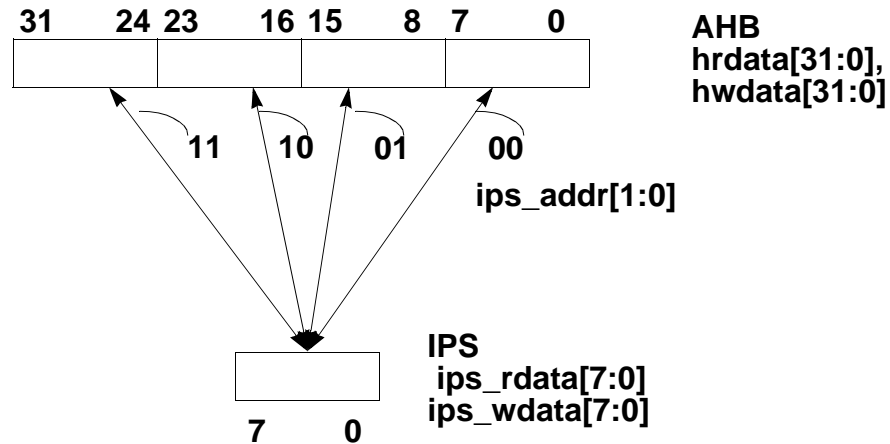 31 24 23 16 15 8 7 0
AHB
hrdata[31:0],
hwdata[31:0]
11 10 01 00
ips_addr[1:0]
IPS
ips_rdata[7:0]
ips_wdata[7:0]
7 0